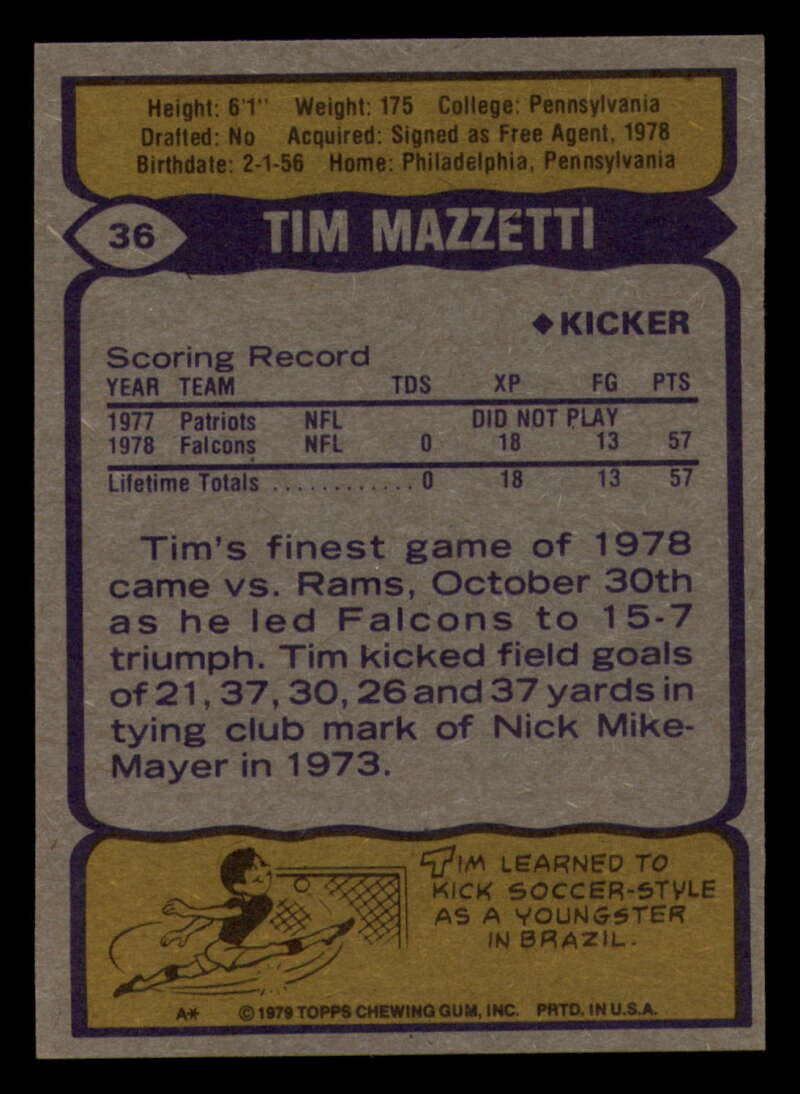 Height: 6'1" Weight: 175 College: Pennsylvania
Drafted: No Acquired: Signed as Free Agent, 1978
Birthdate: 2-1-56 Home: Philadelphia, Pennsylvania
36 TIM MAZZETTI
◆KICKER
Scoring Record
YEAR TEAM TDS XP FG PTS
1977 Patriots NFL DID NOT PLAY
1978 Falcons NFL 0 18 13 57
Lifetime Totals ............0 18 13 57
Tim's finest game of 1978
came vs. Rams, October 30th
as he led Falcons to 15-7
triumph. Tim kicked field goals
of 21, 37, 30, 26 and 37 yards in
tying club mark of Nick Mike-
Mayer in 1973.
TIM LEARNED TO
KICK SOCCER-STYLE
AS A YOUNGSTER
IN BRAZIL.
A* © 1979 TOPPS CHEWING GUM, INC. PRTD. IN U.S.A.